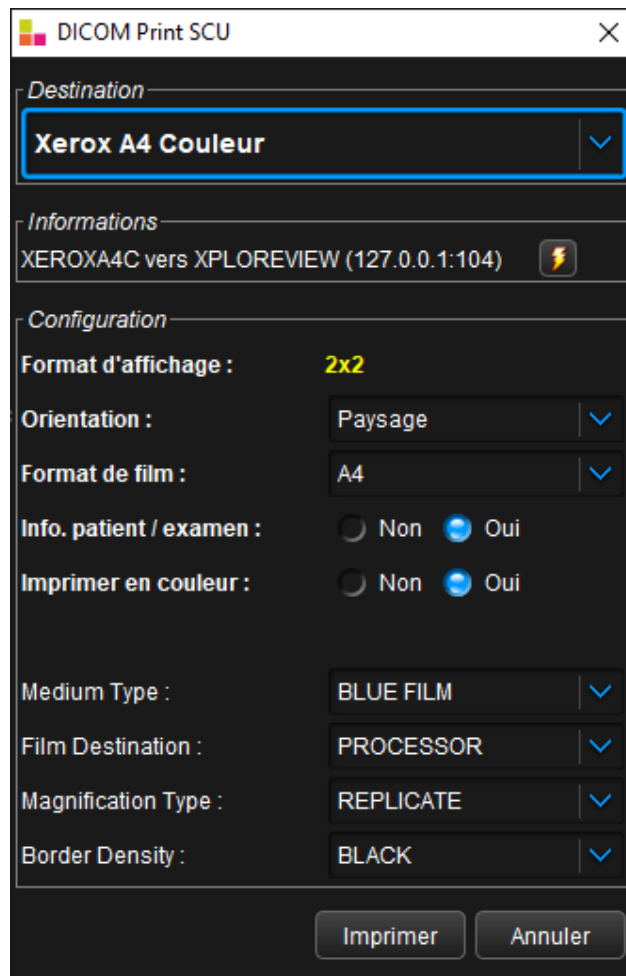 DICOM Print SCU
Destination
Xerox A4 Couleur
Informations
XEROXA4C vers XPLOREVIEW (127.0.0.1:104)
Configuration
Format d'affichage : 2x2
Orientation : Paysage
Format de film : A4
Info. patient / examen : Non Oui
Imprimer en couleur : Non Oui
Medium Type : BLUE FILM
Film Destination : PROCESSOR
Magnification Type : REPLICATE
Border Density : BLACK
Imprimer Annuler